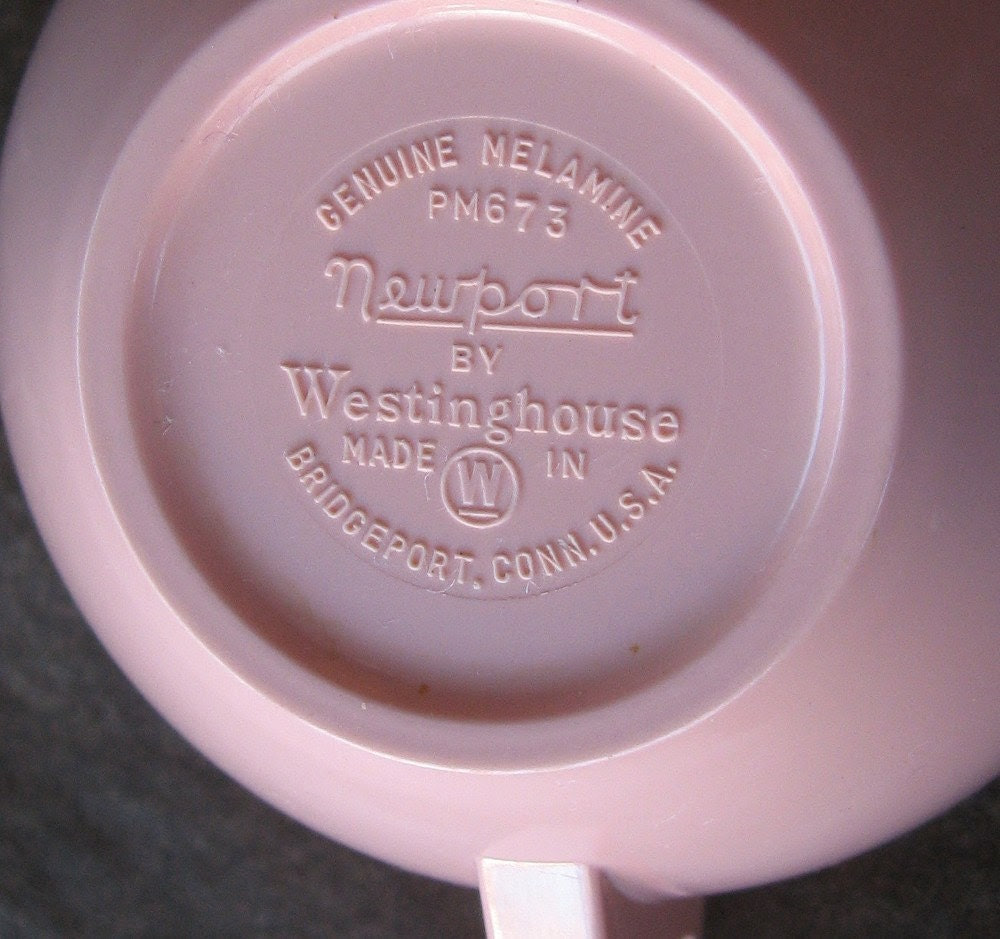 GENUINE MELAMINE
PM673
Newport
BY
Westinghouse
MADE W IN
BRIDGEPORT, CONN. U.S.A.